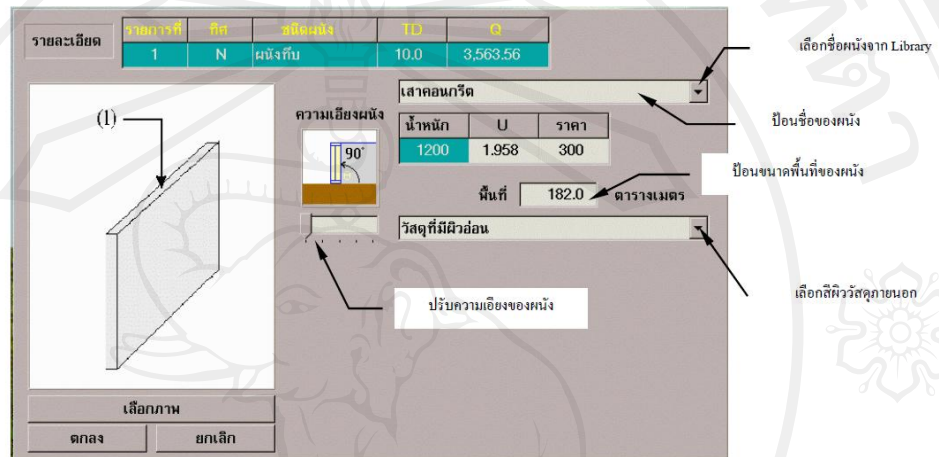 รายละเอียด
รายการที่ ทิศ ชนิดผนัง TD Q
1 N ผนังทึบ 10.0 3,563.56
เลือกชื่อผนังจาก Library
(1)
ความเอียงผนัง
90°
เสาคอนกรีต
ป้อนชื่อของผนัง
น้ำหนัก U ราคา
1200 1.958 300
ป้อนขนาดพื้นที่ของผนัง
พื้นที่ 182.0 ตารางเมตร
วัสดุที่มีผิวอ่อน
เลือกสีผิววัสดุภายนอก
ปรับความเอียงของผนัง
เลือกภาพ
ตกลง ยกเลิก